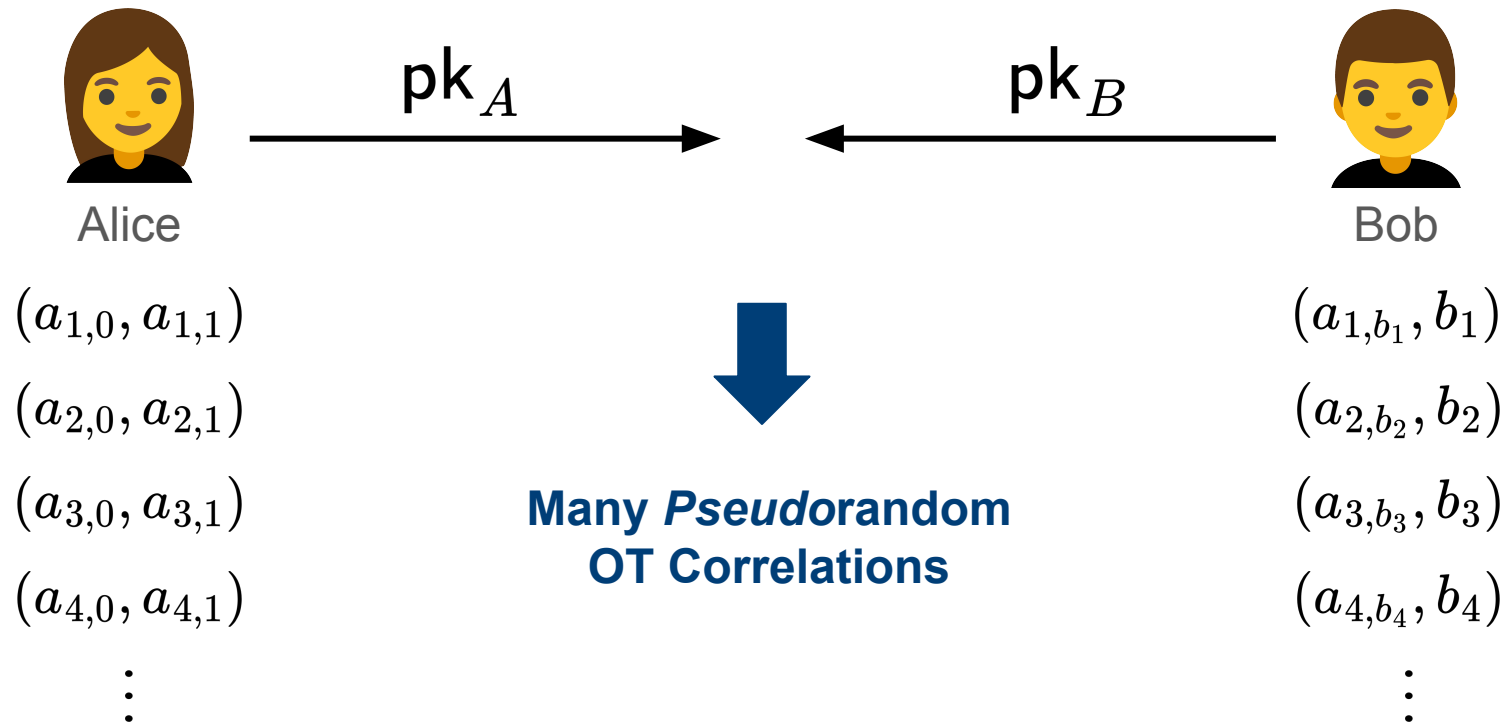 pk_A
pk_B
Alice
Bob
(a_{1,0}, a_{1,1})
(a_{1,b_1}, b_1)
(a_{2,0}, a_{2,1})
(a_{2,b_2}, b_2)
(a_{3,0}, a_{3,1})
(a_{3,b_3}, b_3)
Many Pseudorandom
OT Correlations
(a_{4,0}, a_{4,1})
(a_{4,b_4}, b_4)
⋮
⋮